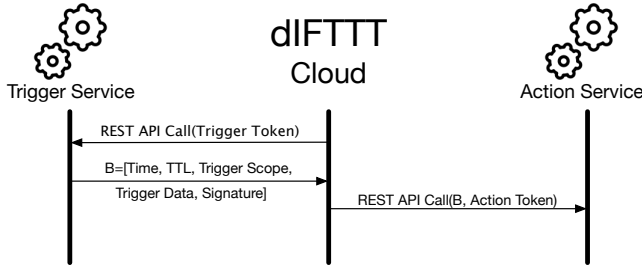 dIFTTT
Cloud
Trigger Service
Action Service
REST API Call(Trigger Token)
B=[Time, TTL, Trigger Scope,
Trigger Data, Signature]
REST API Call(B, Action Token)